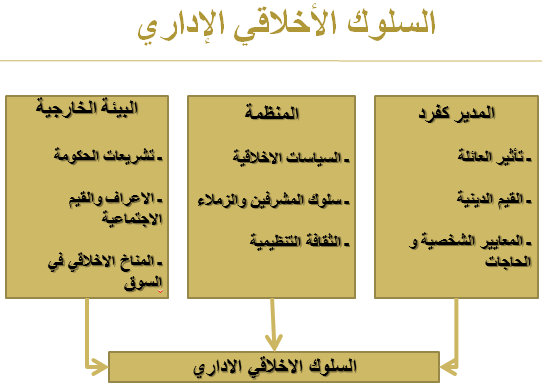 السلوك الأخلاقي الإداري
المدير كفرد
- تأثير العائلة
- القيم الدينية
- المعايير الشخصية و
الحاجات
المنظمة
- السياسات الاخلاقية
- سلوك المشرفين والزملاء
- الثقافة التنظيمية
البيئة الخارجية
- تشريعات الحكومة
- الاعراف والقيم
الاجتماعية
- المناخ الاخلاقي في
السوق
السلوك الاخلاقي الاداري